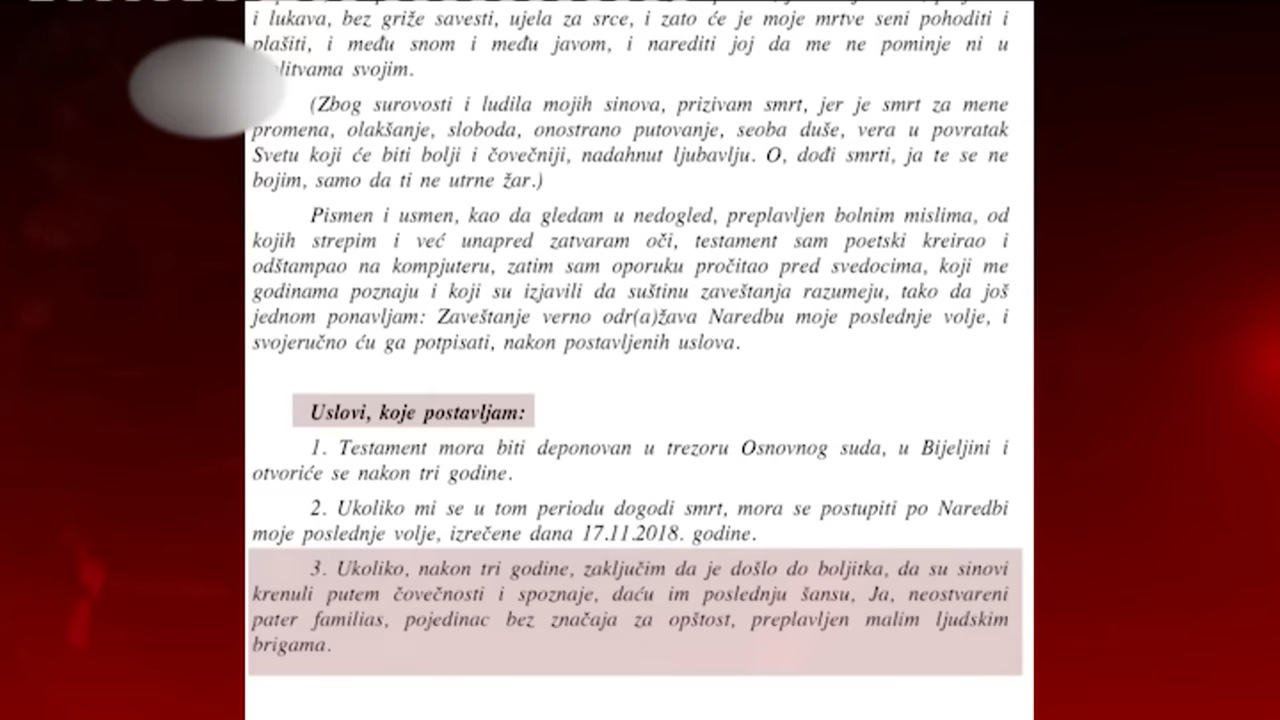 i lukava, bez griže savesti, ujela za srce, i zato će je moje mrtve seni pohoditi i
plašiti, i među snom i među javom, i narediti joj da me ne pominje ni u
litvama svojim.
(Zbog surovosti i ludila mojih sinova, prizivam smrt, jer je smrt za mene
promena, olakšanje, sloboda, onostrano putovanje, seoba duše, vera u povratak
Svetu koji će biti bolji i čovečniji, nadahnut ljubavlju. O, dođi smrti, ja te se ne
bojim, samo da ti ne utrne žar.)
Pismen i usmen, kao da gledam u nedogled, preplavljen bolnim mislima, od
kojih strepim i već unapred zatvaram oči, testament sam poetski kreirao i
odštampao na kompjuteru, zatim sam oporuku pročitao pred svedocima, koji me
godinama poznaju i koji su izjavili da suštinu zaveštanja razumeju, tako da još
jednom ponavljam: Zaveštanje verno odr(a)žava Naredbu moje poslednje volje, i
svojeručno ću ga potpisati, nakon postavljenih uslova.
Uslovi, koje postavljam:
1. Testament mora biti deponovan u trezoru Osnovnog suda, u Bijeljini i
otvoriće se nakon tri godine.
2. Ukoliko mi se u tom periodu dogodi smrt, mora se postupiti po Naredbi
moje poslednje volje, izrečene dana 17.11.2018. godine.
3. Ukoliko, nakon tri godine, zaključim da je došlo do boljitka, da su sinovi
krenuli putem čovečnosti i spoznaje, daću im poslednju šansu, Ja, neostvareni
pater familias, pojedinac bez značaja za opštost, preplavljen malim ljudskim
brigama.